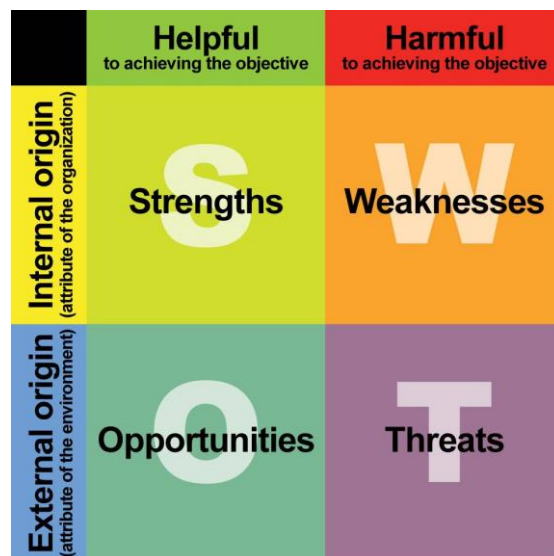 Helpful
to achieving the objective
Harmful
to achieving the objective
Internal origin
(attribute of the organization)
S
Strengths
W
Weaknesses
External origin
(attribute of the environment)
O
Opportunities
T
Threats